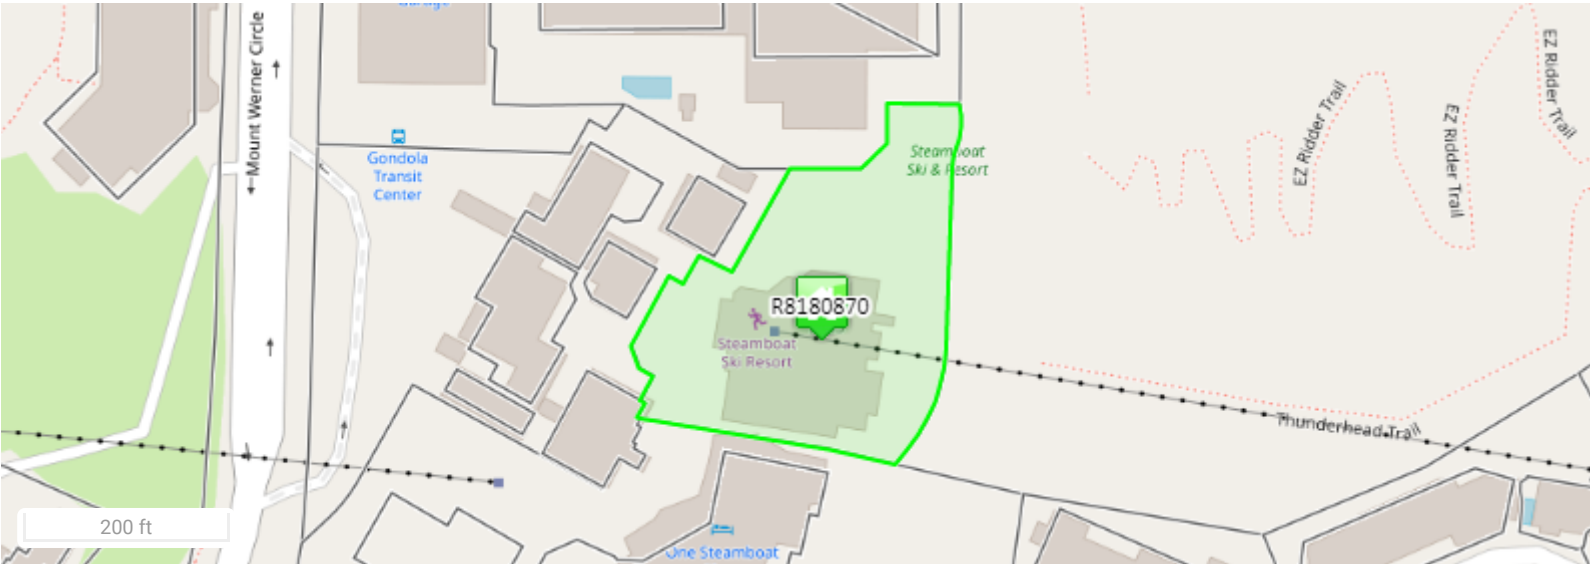 Garage
Mount Werner Circle
Gondola
Transit
Center
Steamboat
Ski & Resort
EZ Ridder Trail
EZ Ridder Trail
EZ Ridder Trail
R8180870
Steamboat
Ski Resort
Thunderhead Trail
200 ft
One Steamboat